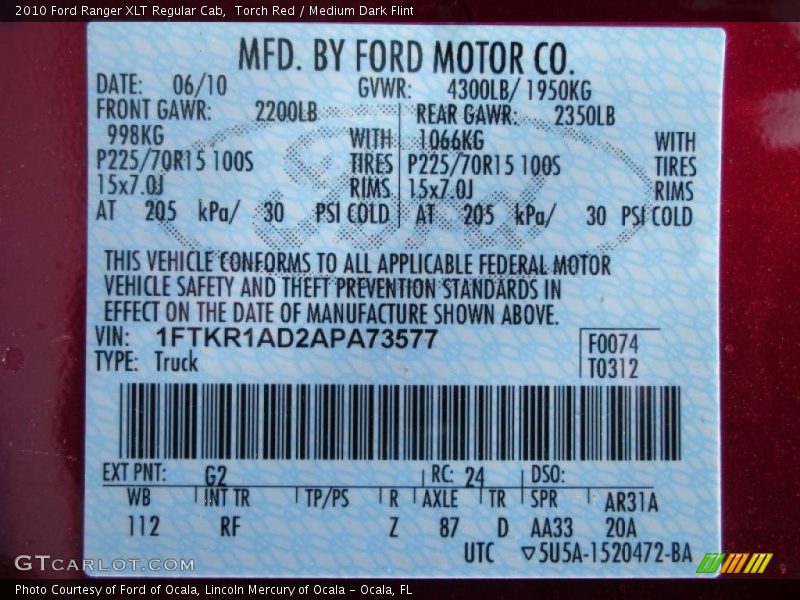 2010 Ford Ranger XLT Regular Cab,  Torch Red / Medium Dark Flint
MFD. BY FORD MOTOR CO.
DATE: 06/10 GVWR: 4300LB/ 1950KG
FRONT GAWR: 2200LB REAR GAWR: 2350LB
998KG WITH 1066KG WITH
P225/70R15 100S TIRES P225/70R15 100S TIRES
15x7.0J RIMS 15x7.0J RIMS
AT 205 kPa/ 30 PSI COLD AT 205 kPa/ 30 PSI COLD
THIS VEHICLE CONFORMS TO ALL APPLICABLE FEDERAL MOTOR
VEHICLE SAFETY AND THEFT PREVENTION STANDARDS IN
EFFECT ON THE DATE OF MANUFACTURE SHOWN ABOVE.
VIN: 1FTKR1AD2APA73577 F0074
TYPE: Truck T0312
EXT PNT: G2 RC: 24 DSO:
WB INT TR TP/PS R AXLE TR SPR AR31A
112 RF Z 87 D AA33 20A
UTC ▽5U5A-1520472-BA
GTCARLOT.COM
Photo Courtesy of Ford of Ocala, Lincoln Mercury of Ocala - Ocala, FL